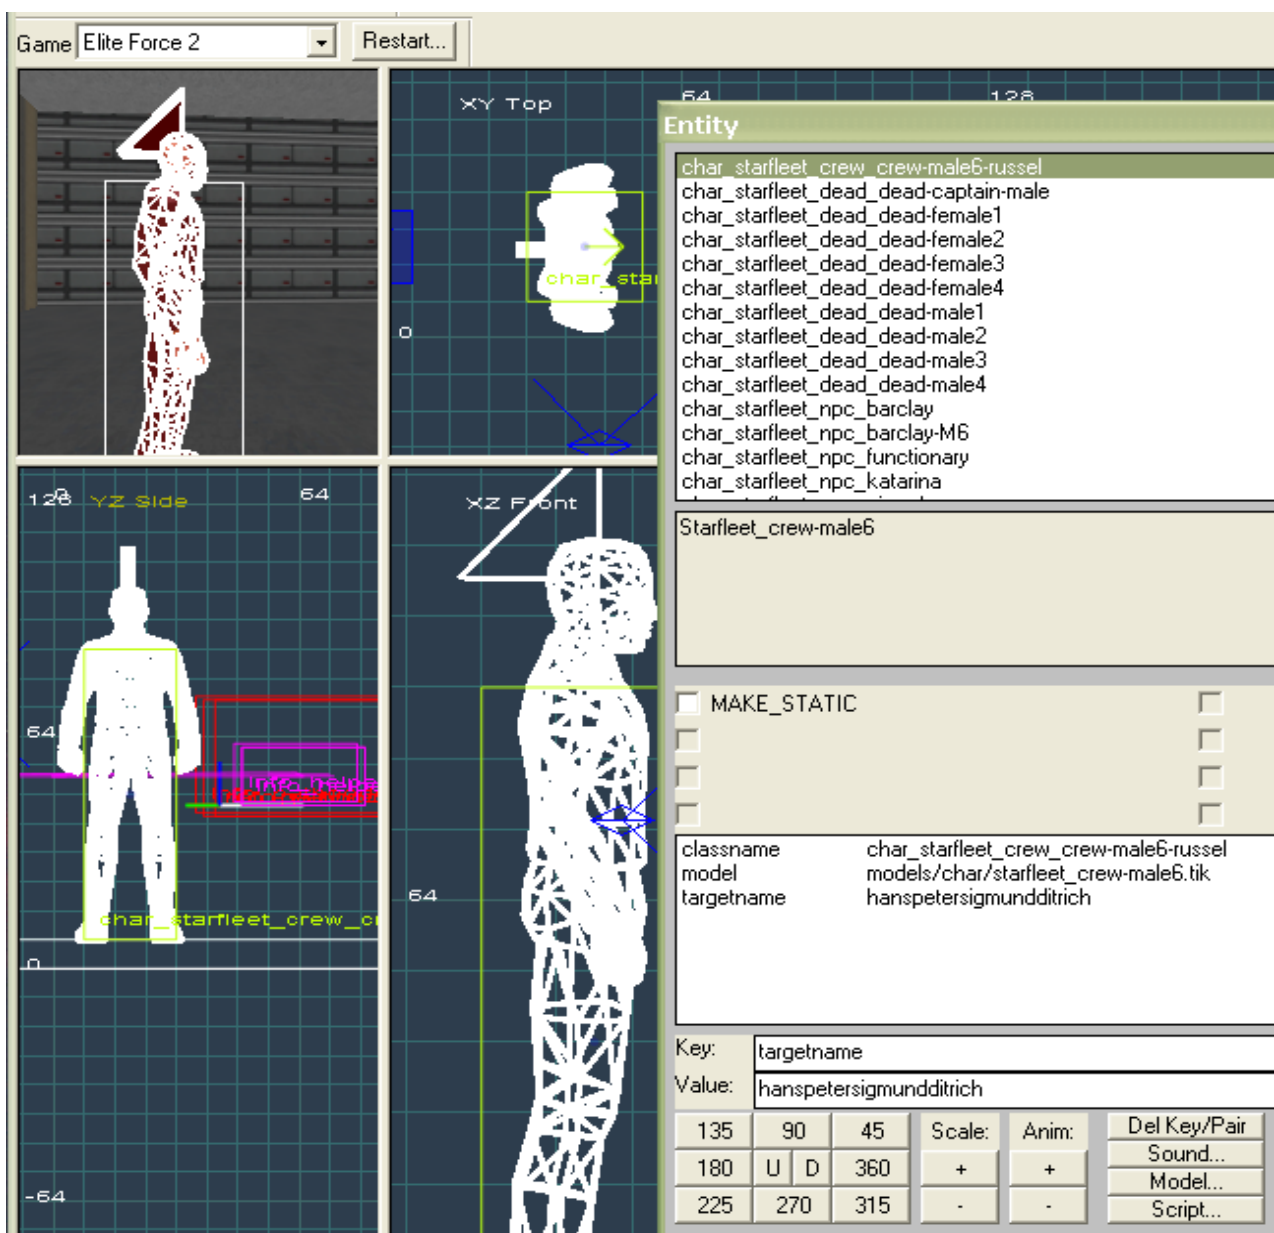 Game Elite Force 2 Restart...
XY Top
64
128
0
char_star
128
0
YZ Side
64
64
char_starfleet_crew_cr
0
-64
XZ Front
64
Entity
char_starfleet_crew_crew-male6-russel
char_starfleet_dead_dead-captain-male
char_starfleet_dead_dead-female1
char_starfleet_dead_dead-female2
char_starfleet_dead_dead-female3
char_starfleet_dead_dead-female4
char_starfleet_dead_dead-male1
char_starfleet_dead_dead-male2
char_starfleet_dead_dead-male3
char_starfleet_dead_dead-male4
char_starfleet_npc_barclay
char_starfleet_npc_barclay-M6
char_starfleet_npc_functionary
char_starfleet_npc_katarina
Starfleet_crew-male6
MAKE_STATIC
classname char_starfleet_crew_crew-male6-russel
model models/char/starfleet_crew-male6.tik
targetname hanspetersigmundditrich
Key: targetname
Value: hanspetersigmundditrich
135 90 45 Scale: Anim: Del Key/Pair
Sound...
180 U D 360 + +
Model...
225 270 315 - - Script...